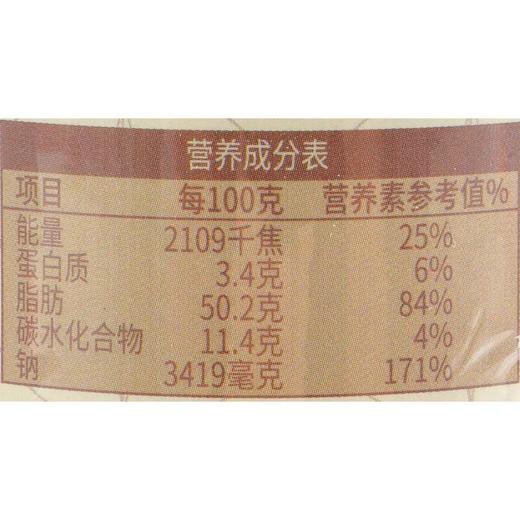 营养成分表
项目 每100克 营养素参考值%
能量 2109千焦 25%
蛋白质 3.4克 6%
脂肪 50.2克 84%
碳水化合物 11.4克 4%
钠 3419毫克 171%